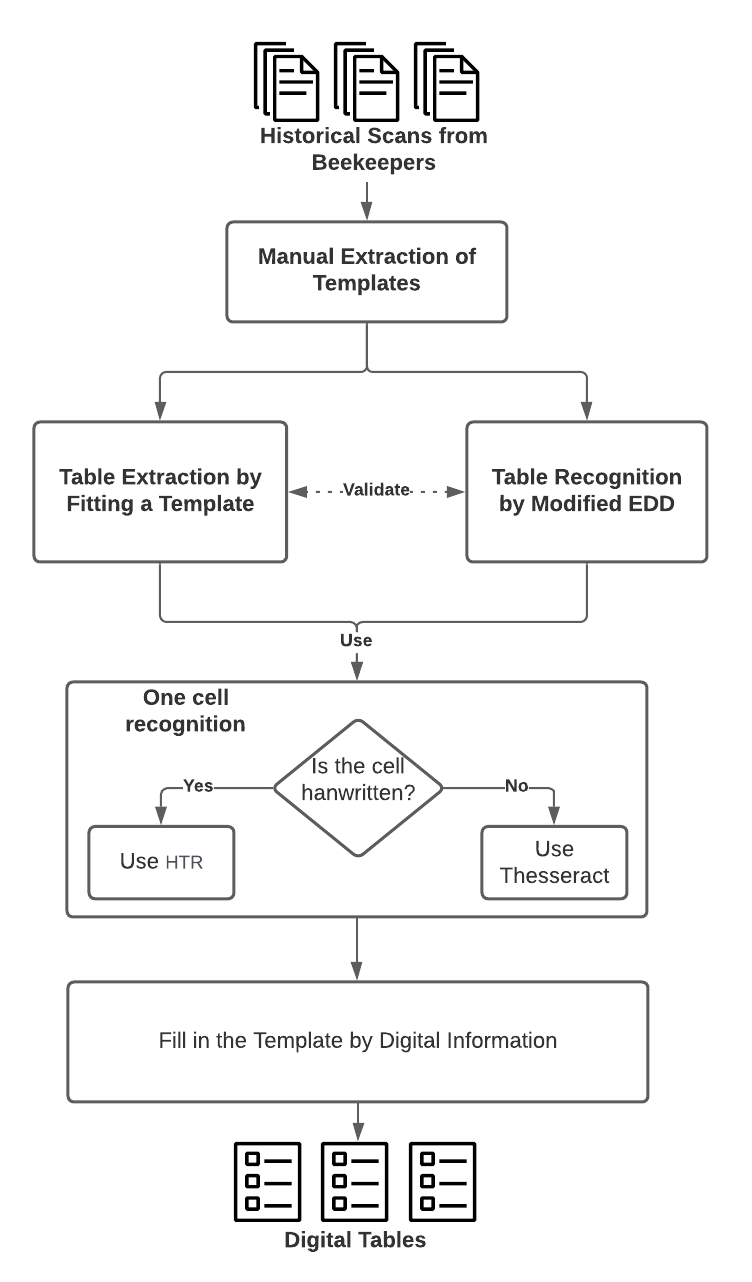 Historical Scans from
Beekeepers
Manual Extraction of
Templates
Table Extraction by
Fitting a Template
Validate
Table Recognition
by Modified EDD
Use
One cell
recognition
Is the cell
hanwritten?
Yes
No
Use HTR
Use
Thesseract
Fill in the Template by Digital Information
Digital Tables